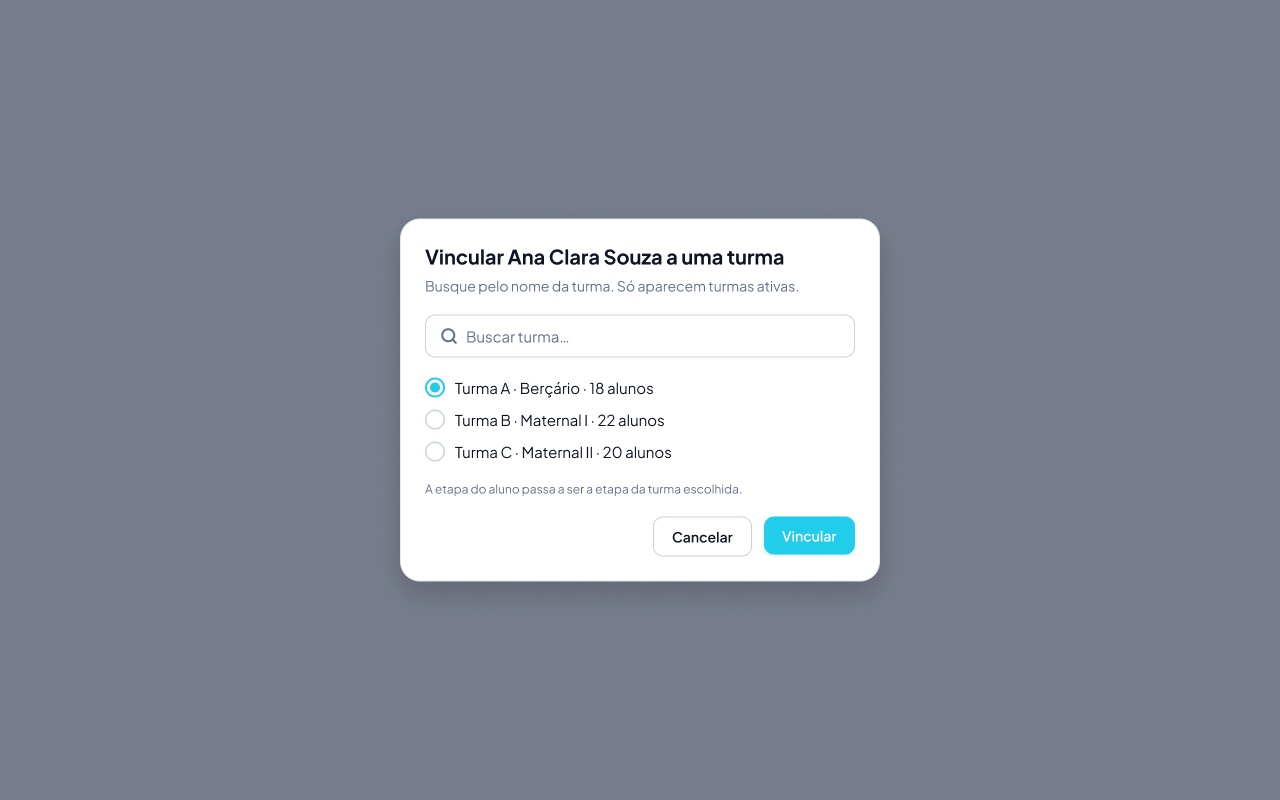 Vincular Ana Clara Souza a uma turma
Busque pelo nome da turma. Só aparecem turmas ativas.
Buscar turma…
Turma A · Berçário · 18 alunos
Turma B · Maternal I · 22 alunos
Turma C · Maternal II · 20 alunos
A etapa do aluno passa a ser a etapa da turma escolhida.
Cancelar
Vincular